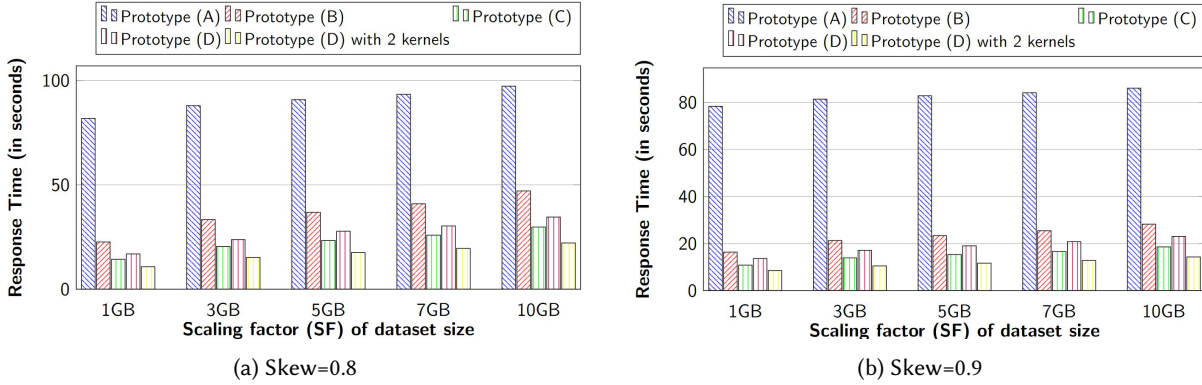 Prototype (A) Prototype (B) Prototype (C)
Prototype (D) Prototype (D) with 2 kernels
Response Time (in seconds)
100
50
0
1GB 3GB 5GB 7GB 10GB
Scaling factor (SF) of dataset size
(a) Skew=0.8
Prototype (A) Prototype (B) Prototype (C)
Prototype (D) Prototype (D) with 2 kernels
Response Time (in seconds)
80
60
40
20
0
1GB 3GB 5GB 7GB 10GB
Scaling factor (SF) of dataset size
(b) Skew=0.9